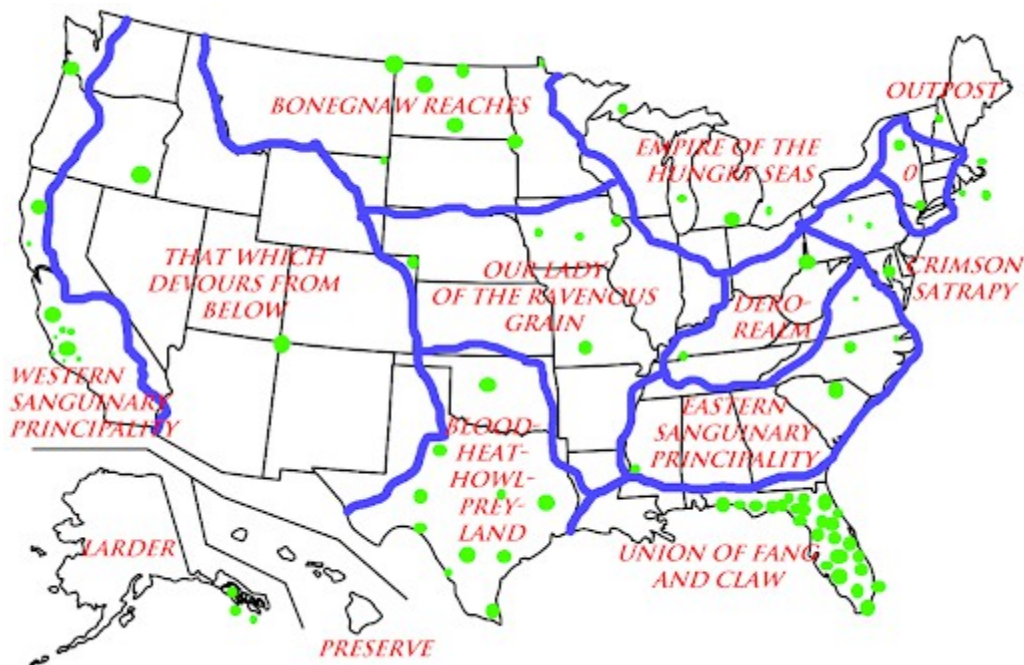 OUTPOST
BONEGNAW REACHES
EMPIRE OF THE
HUNGRY SEAS
0
THAT WHICH
DEVOURS FROM
BELOW
OUR LADY
OF THE RAVENOUS
GRAIN
CRIMSON
SATRAPY
DERO-
REALM
WESTERN
SANGUINARY
PRINCIPALITY
BLOOD-
HEAT-
HOWL-
PREY-
LAND
EASTERN
SANGUINARY
PRINCIPALITY
LARDER
UNION OF FANG
AND CLAW
PRESERVE